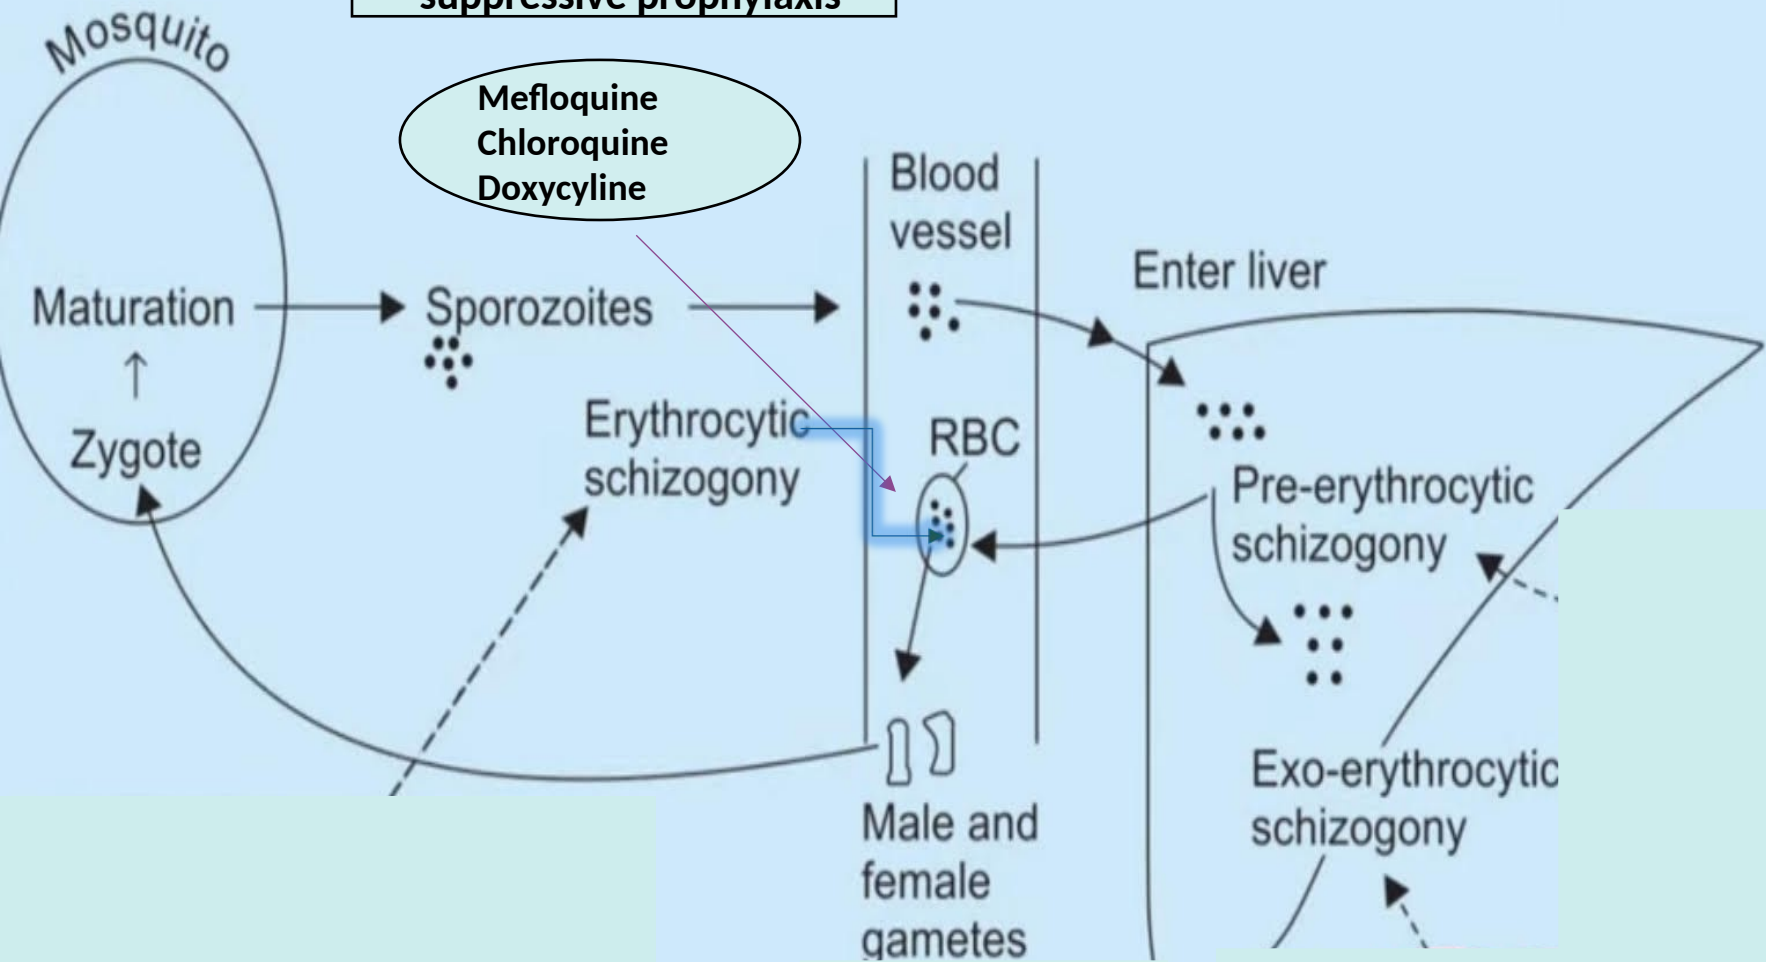 suppressive prophylaxis
Mosquito
Mefloquine
Chloroquine
Doxycyline
Blood
vessel
Enter liver
Maturation
Sporozoites
Zygote
Erythrocytic
schizogony
RBC
Pre-erythrocytic
schizogony
Exo-erythrocytic
schizogony
Male and
female
gametes